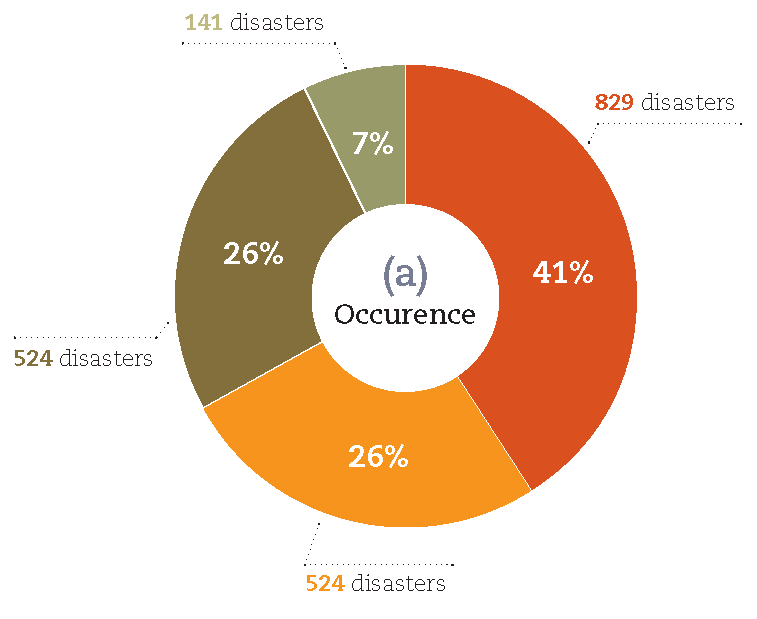 141 disasters
829 disasters
7%
26%
41%
(a)
Occurence
524 disasters
26%
524 disasters